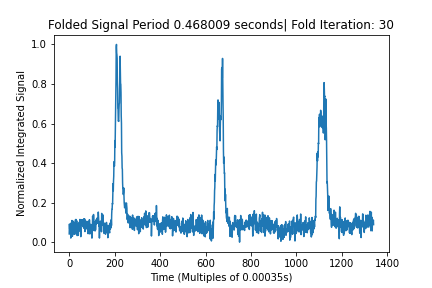 Folded Signal Period 0.468009 seconds| Fold Iteration: 30
1.0
0.8
0.6
0.4
0.2
0.0
Normalized Integrated Signal
0 200 400 600 800 1000 1200 1400
Time (Multiples of 0.00035s)